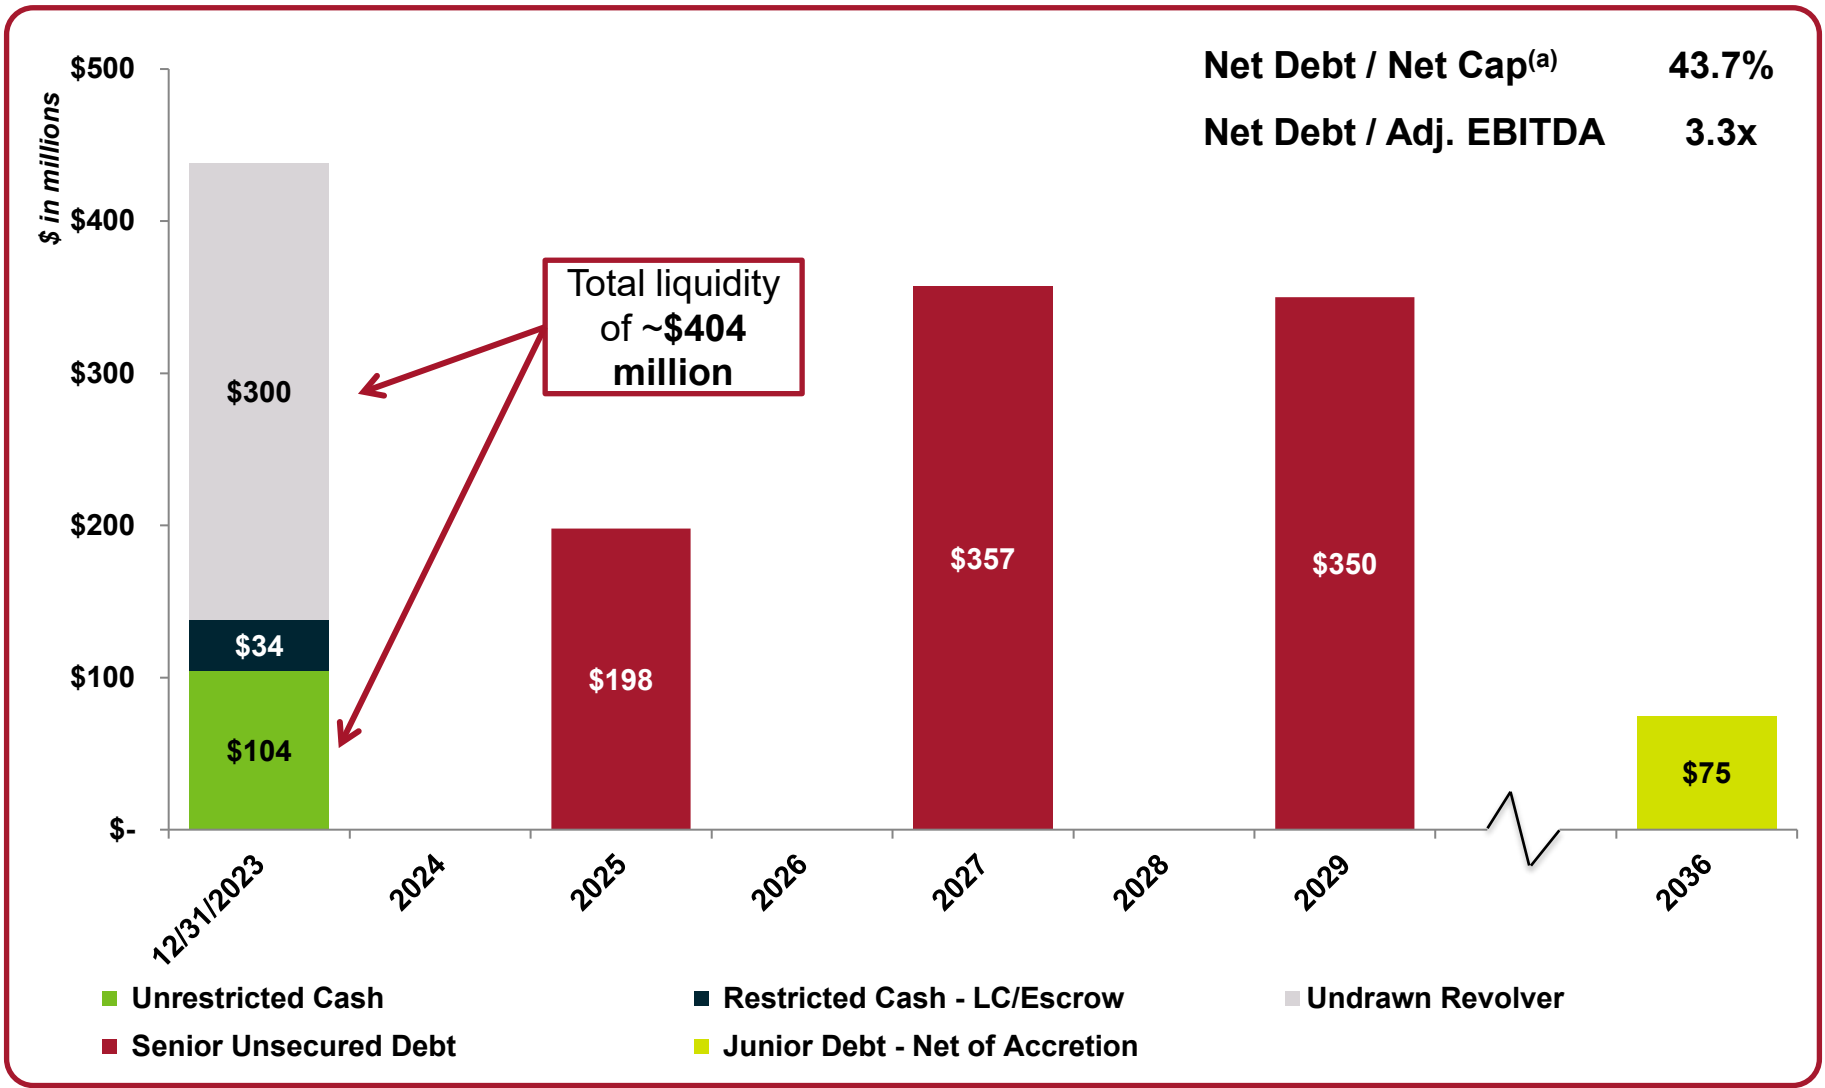 Net Debt / Net Cap(a) 43.7%
Net Debt / Adj. EBITDA 3.3x
$ in millions
$500
$400
$300
$200
$100
$-
Total liquidity
of ~$404
million
$300
$34
$104
$198
$357
$350
$75
12/31/2023
2024
2025
2026
2027
2028
2029
2036
Unrestricted Cash
Restricted Cash - LC/Escrow
Undrawn Revolver
Senior Unsecured Debt
Junior Debt - Net of Accretion